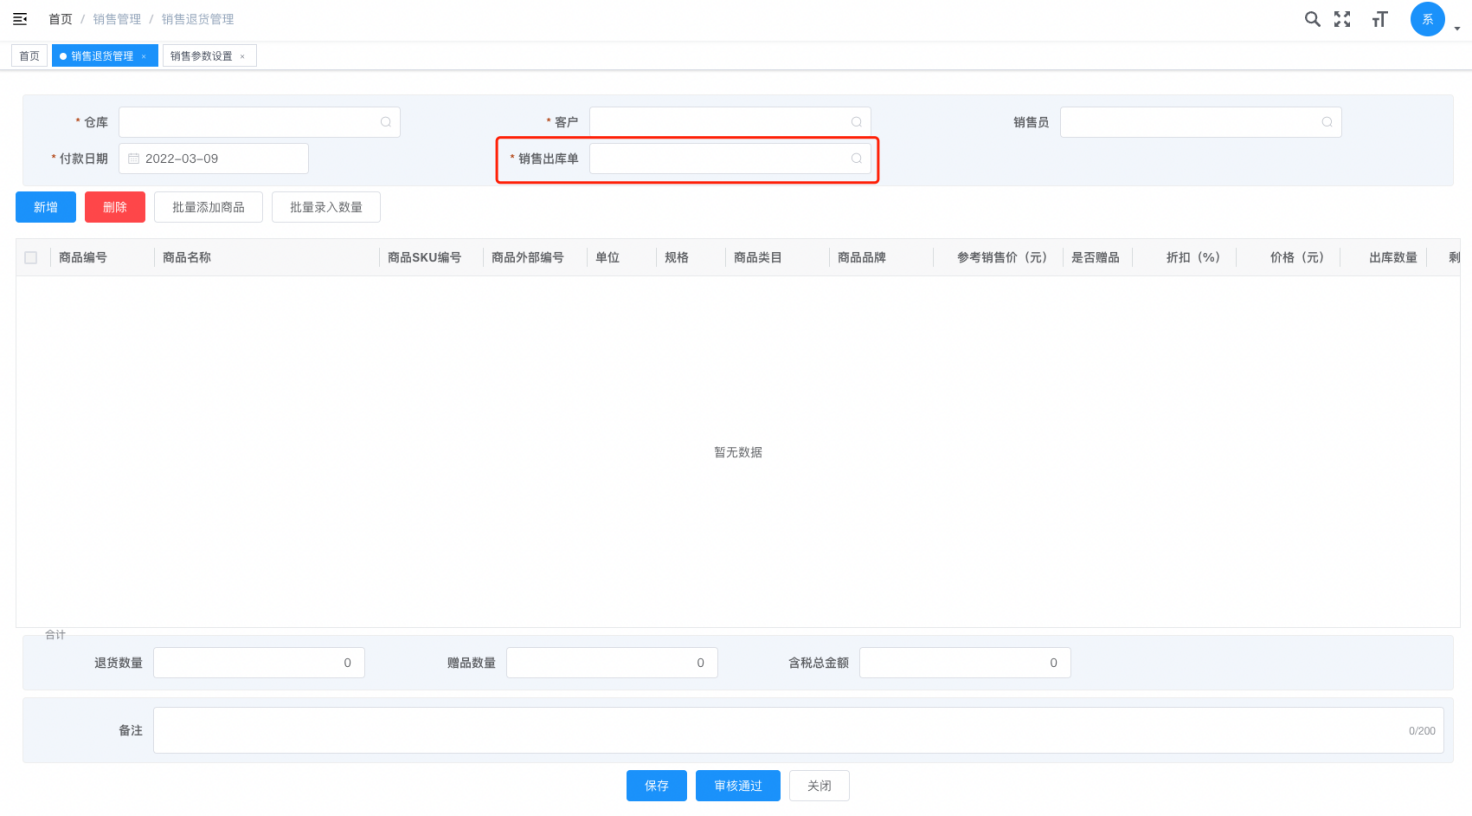 首页 / 销售管理 / 销售退货管理
系
首页 销售退货管理 × 销售参数设置 ×
* 仓库 * 客户 销售员
* 付款日期 2022-03-09 * 销售出库单
新增 删除 批量添加商品 批量录入数量
商品编号 商品名称 商品SKU编号 商品外部编号 单位 规格 商品类目 商品品牌 参考销售价（元） 是否赠品 折扣（%） 价格（元） 出库数量 剩
暂无数据
合计
退货数量 0 赠品数量 0 含税总金额 0
备注 0/200
保存 审核通过 关闭